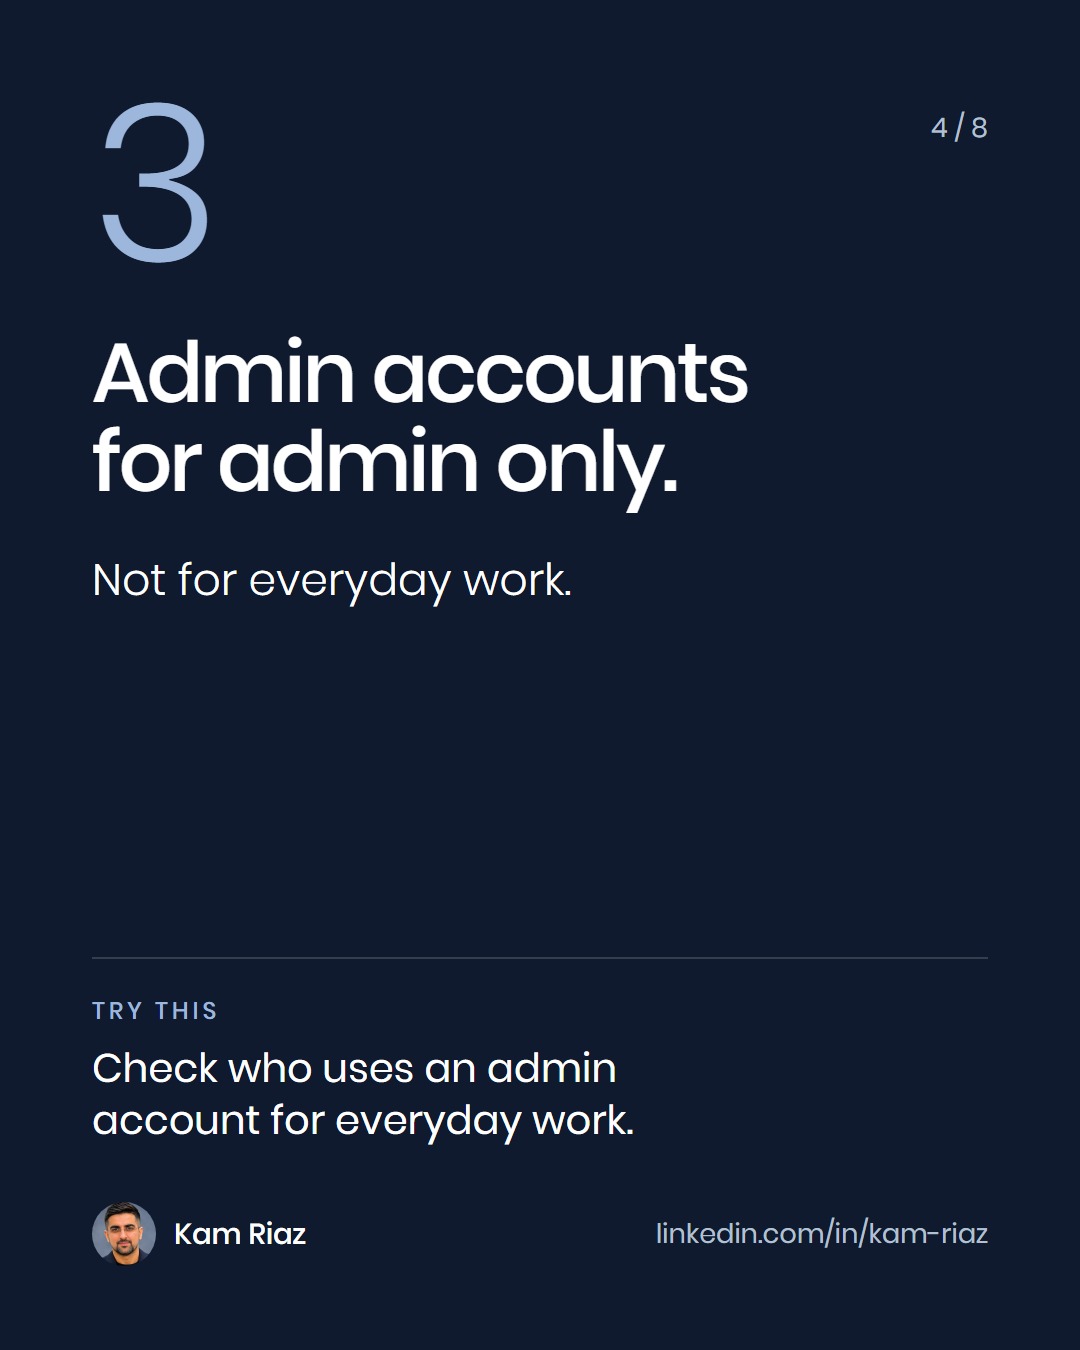 3
4 / 8
Admin accounts
for admin only.
Not for everyday work.
TRY THIS
Check who uses an admin
account for everyday work.
Kam Riaz
linkedin.com/in/kam-riaz